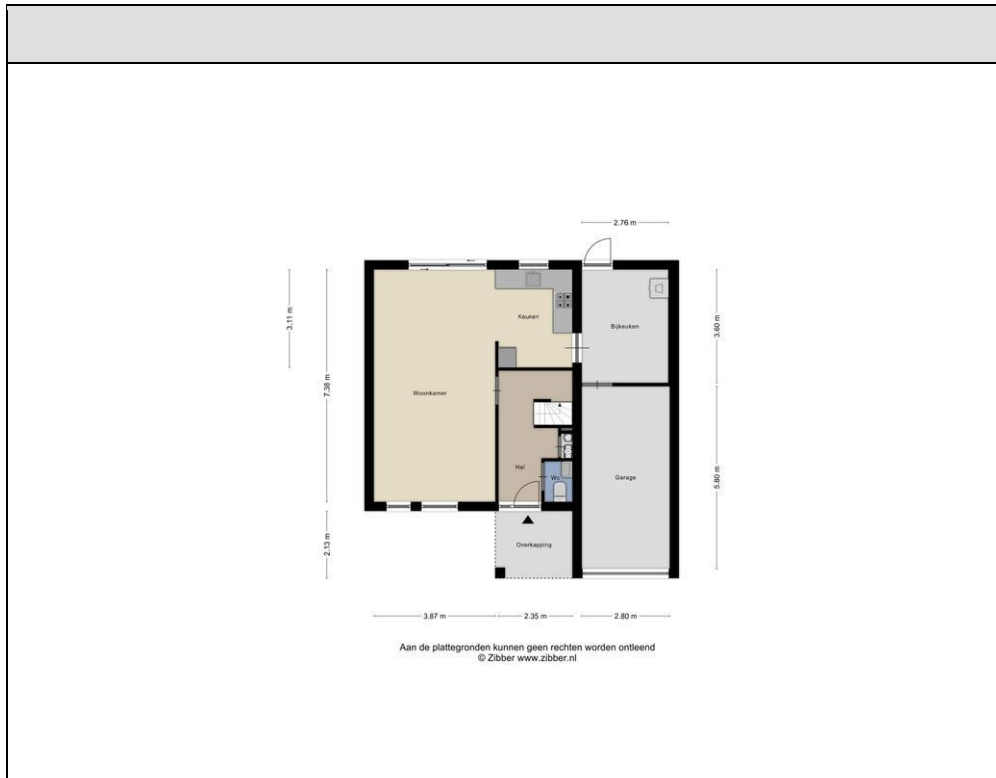 2.76 m
3.11 m
7.38 m
2.13 m
Keuken
Bijkeuken
Woonkamer
Hal
Wc
Garage
Overkapping
3.60 m
5.80 m
3.87 m
2.35 m
2.80 m
Aan de plattegronden kunnen geen rechten worden ontleend
© Zibber www.zibber.nl